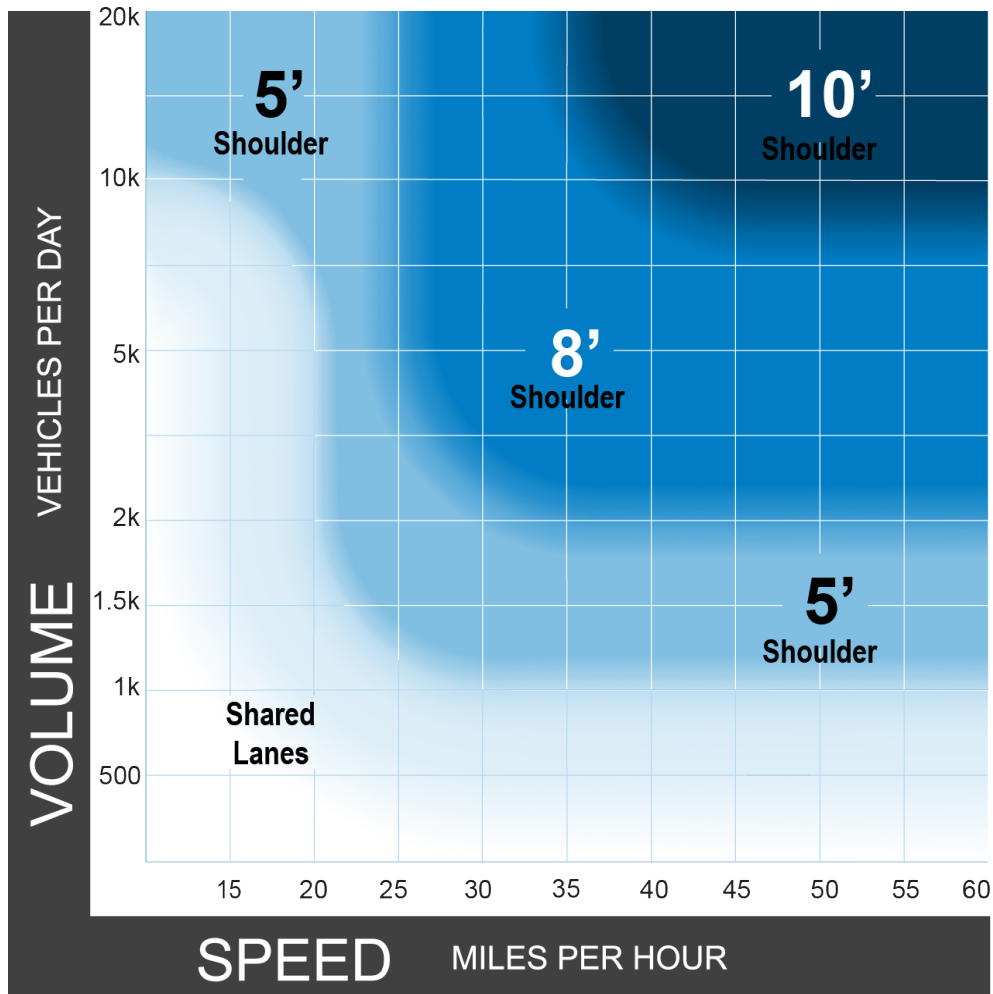 20k
10k
5k
2k
1.5k
1k
500
VOLUME VEHICLES PER DAY
5’
Shoulder
10’
Shoulder
8’
Shoulder
5’
Shoulder
Shared
Lanes
15 20 25 30 35 40 45 50 55 60
SPEED MILES PER HOUR